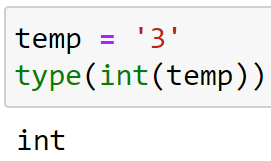 temp = '3'
type(int(temp))
int